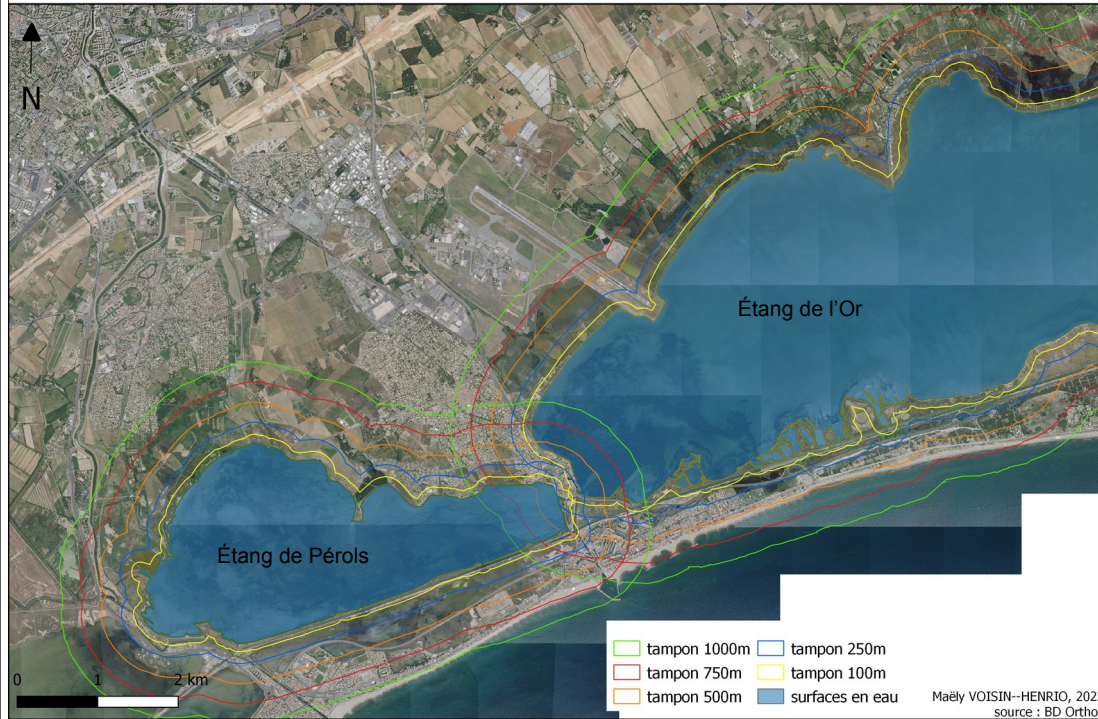 N
Étang de l'Or
Étang de Pérols
0 1 2 km
tampon 1000m
tampon 750m
tampon 500m
tampon 250m
tampon 100m
surfaces en eau
Maëly VOISIN--HENRIO,
source : BD Ortho